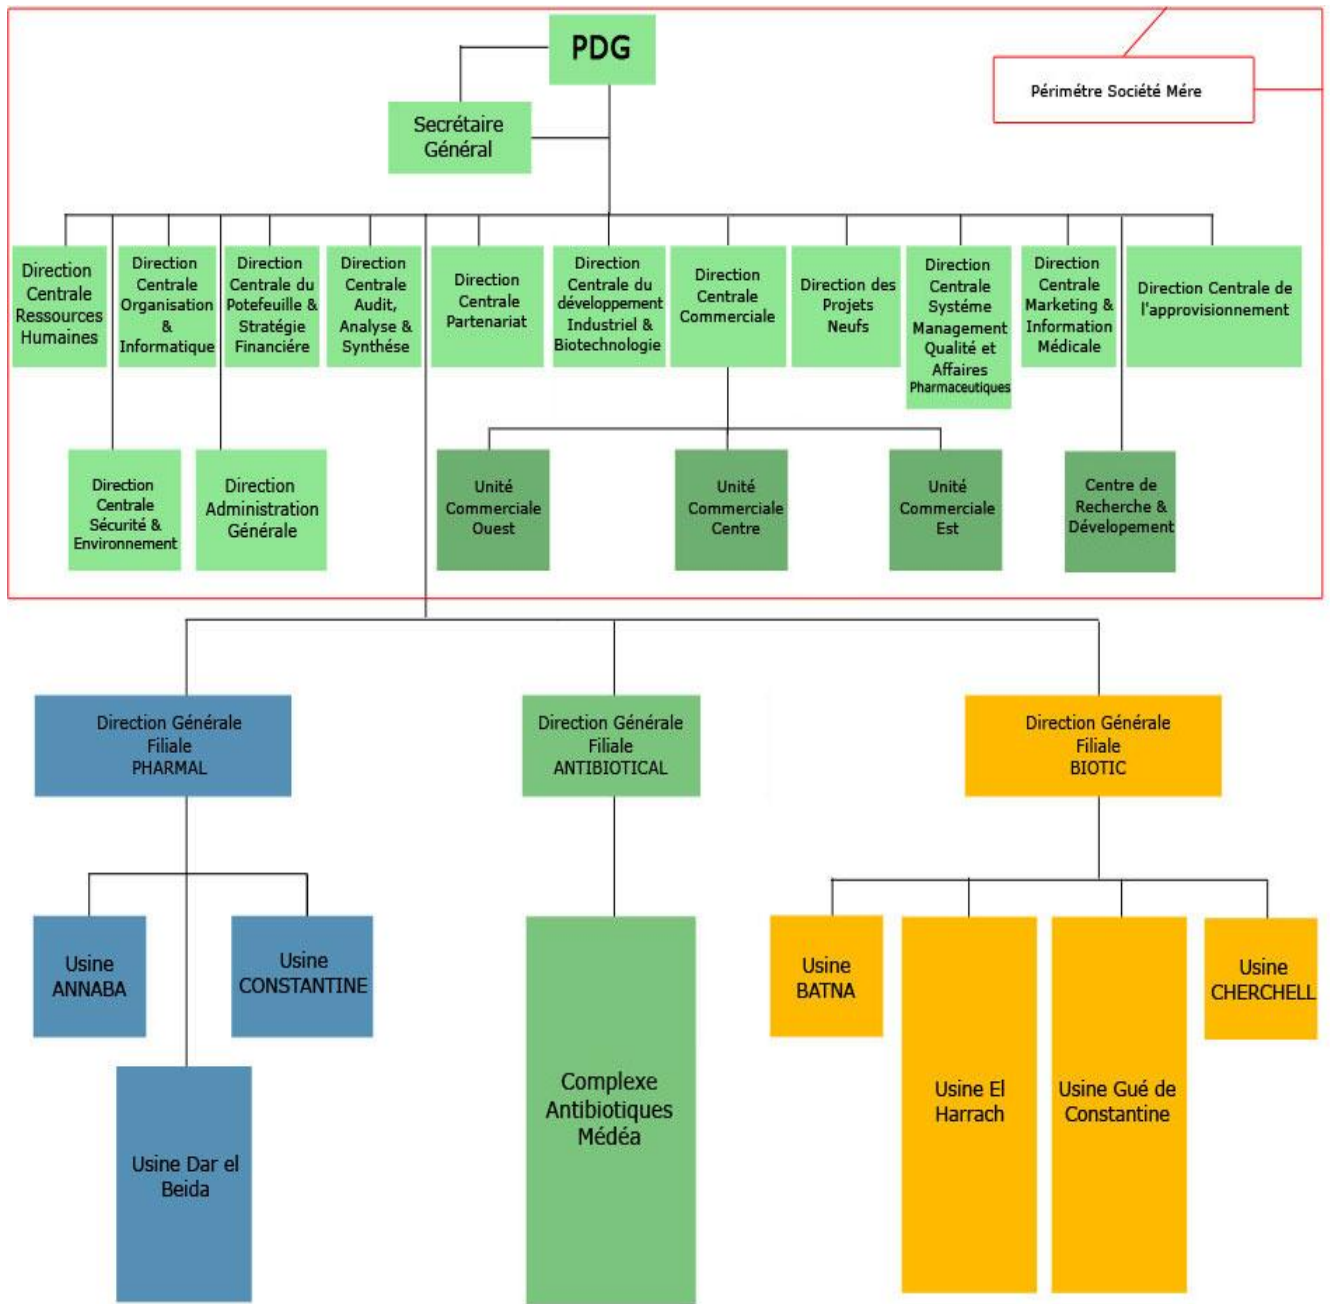 PDG
Périmétre Société Mére
Secrétaire
Général
Direction
Centrale
Ressources
Humaines
Direction
Centrale
Organisation
&
Informatique
Direction
Centrale du
Potefeuille &
Stratégie
Financiére
Direction
Centrale
Audit,
Analyse &
Synthése
Direction
Centrale
Partenariat
Direction
Centrale du
développement
Industriel &
Biotechnologie
Direction
Centrale
Commerciale
Direction des
Projets
Neufs
Direction
Centrale
Systéme
Management
Qualité et
Affaires
Pharmaceutiques
Direction
Centrale
Marketing &
Information
Médicale
Direction Centrale de
l'approvisionnement
Direction
Centrale
Sécurité &
Environnement
Direction
Administration
Générale
Unité
Commerciale
Ouest
Unité
Commerciale
Centre
Unité
Commerciale
Est
Centre de
Recherche &
Dévelopement
Direction Générale
Filiale
PHARMAL
Direction Générale
Filiale
ANTIBIOTICAL
Direction Générale
Filiale
BIOTIC
Usine
ANNABA
Usine
CONSTANTINE
Usine Dar el
Beida
Complexe
Antibiotiques
Médéa
Usine
BATNA
Usine El
Harrach
Usine Gué de
Constantine
Usine
CHERCHELL